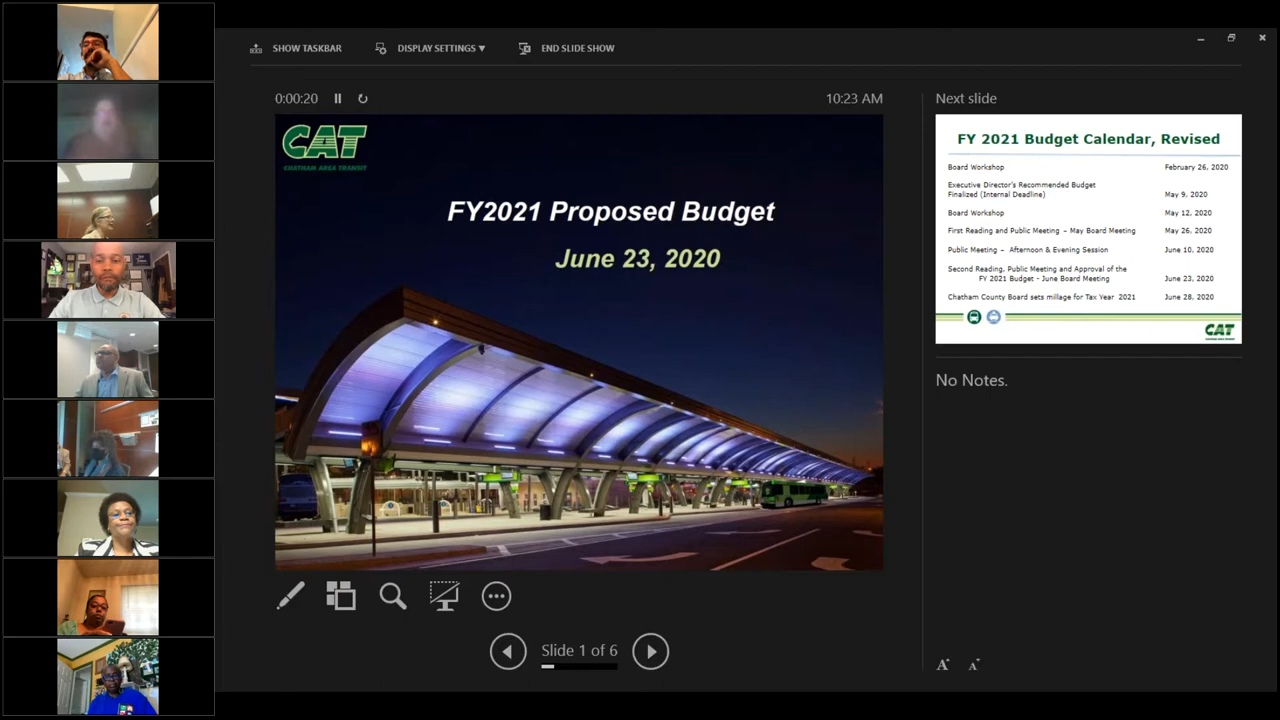 SHOW TASKBAR
DISPLAY SETTINGS ▼
END SLIDE SHOW
0:00:20
10:23 AM
CAT
CHATHAM AREA TRANSIT
FY2021 Proposed Budget
June 23, 2020
Slide 1 of 6
Next slide
FY 2021 Budget Calendar, Revised
Board Workshop February 26, 2020
Executive Director's Recommended Budget
Finalized (Internal Deadline) May 9, 2020
Board Workshop May 12, 2020
First Reading and Public Meeting – May Board Meeting May 26, 2020
Public Meeting – Afternoon & Evening Session June 10, 2020
Second Reading, Public Meeting and Approval of the
FY 2021 Budget - June Board Meeting June 23, 2020
Chatham County Board sets millage for Tax Year 2021 June 28, 2020
CAT
CHATHAM AREA TRANSIT
No Notes.
A A